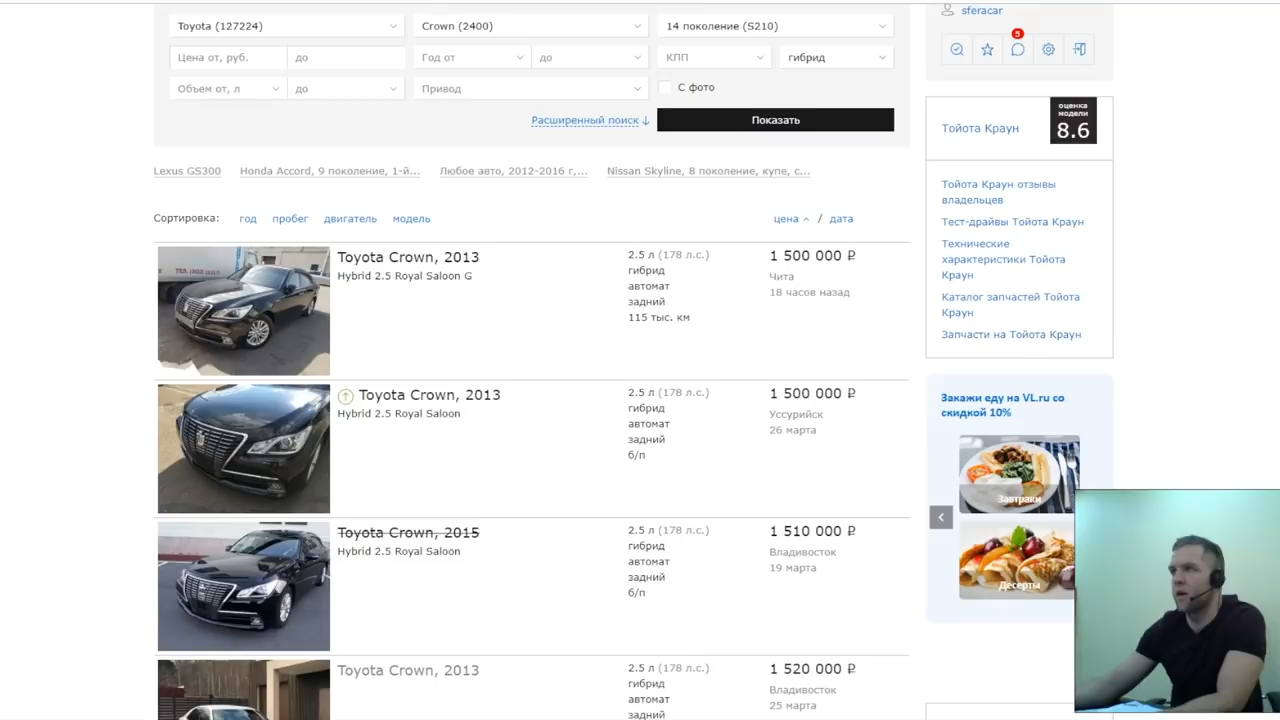 Toyota (127224)
Crown (2400)
14 поколение (S210)
Цена от, руб.
до
Год от
до
КПП
гибрид
Объем от, л
до
Привод
С фото
Расширенный поиск ↓
Показать
Lexus GS300
Honda Accord, 9 поколение, 1-й...
Любое авто, 2012-2016 г,...
Nissan Skyline, 8 поколение, купе, с...
Сортировка:
год
пробег
двигатель
модель
цена
/
дата
Toyota Crown, 2013
Hybrid 2.5 Royal Saloon G
2.5 л (178 л.с.)
гибрид
автомат
задний
115 тыс. км
1 500 000 ₽
Чита
18 часов назад
Toyota Crown, 2013
Hybrid 2.5 Royal Saloon
2.5 л (178 л.с.)
гибрид
автомат
задний
б/п
1 500 000 ₽
Уссурийск
26 марта
Toyota Crown, 2015
Hybrid 2.5 Royal Saloon
2.5 л (178 л.с.)
гибрид
автомат
задний
б/п
1 510 000 ₽
Владивосток
19 марта
Toyota Crown, 2013
2.5 л (178 л.с.)
гибрид
автомат
задний
1 520 000 ₽
Владивосток
25 марта
sferacar
5
Тойота Краун
оценка
модели
8.6
Тойота Краун отзывы
владельцев
Тест-драйвы Тойота Краун
Технические
характеристики Тойота
Краун
Каталог запчастей Тойота
Краун
Запчасти на Тойота Краун
Закажи еду на VL.ru со
скидкой 10%
Завтраки
Десерты